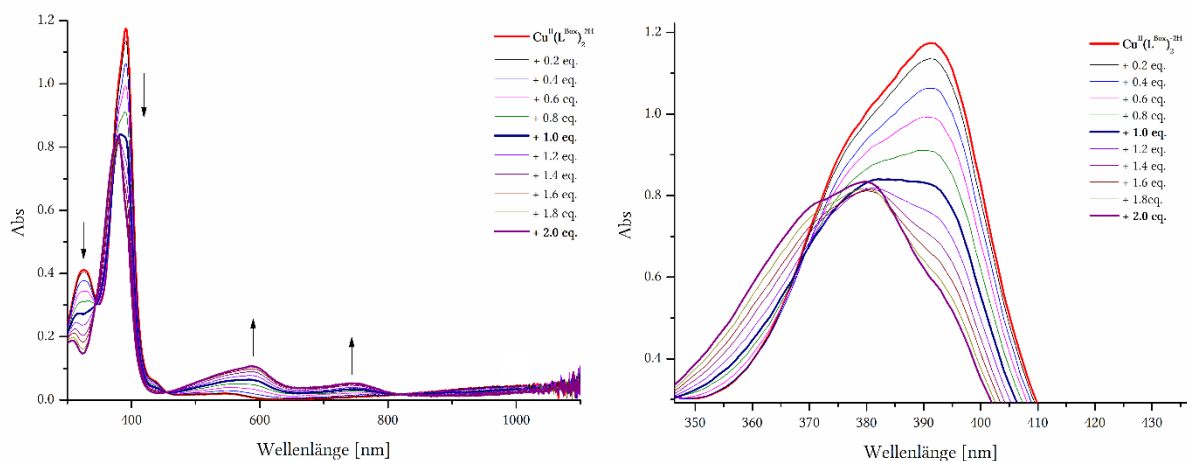 1.2
1.0
0.8
0.6
0.4
0.2
0.0
Abs
400 600 800 1000
Wellenlänge [nm]
Cu^II(L^Box)_2^-2H
+ 0.2 eq.
+ 0.4 eq.
+ 0.6 eq.
+ 0.8 eq.
+ 1.0 eq.
+ 1.2 eq.
+ 1.4 eq.
+ 1.6 eq.
+ 1.8 eq.
+ 2.0 eq.
1.2
1.0
0.8
0.6
0.4
Abs
350 360 370 380 390 400 410 420 430
Wellenlänge [nm]
Cu^II(L^Box)_2^-2H
+ 0.2 eq.
+ 0.4 eq.
+ 0.6 eq.
+ 0.8 eq.
+ 1.0 eq.
+ 1.2 eq.
+ 1.4 eq.
+ 1.6 eq.
+ 1.8eq.
+ 2.0 eq.